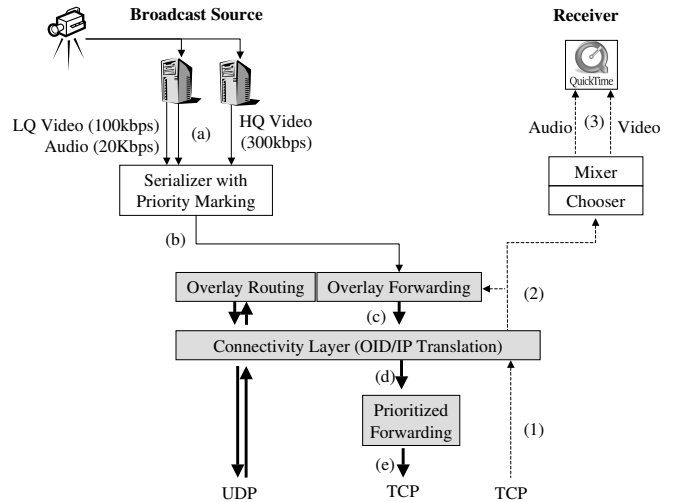 Broadcast Source
Receiver
QuickTime
LQ Video (100kbps)
Audio (20Kbps)
(a)
HQ Video
(300kbps)
Audio
(3)
Video
Serializer with
Priority Marking
Mixer
Chooser
(b)
Overlay Routing
Overlay Forwarding
(2)
(c)
Connectivity Layer (OID/IP Translation)
(d)
Prioritized
Forwarding
(1)
(e)
UDP
TCP
TCP